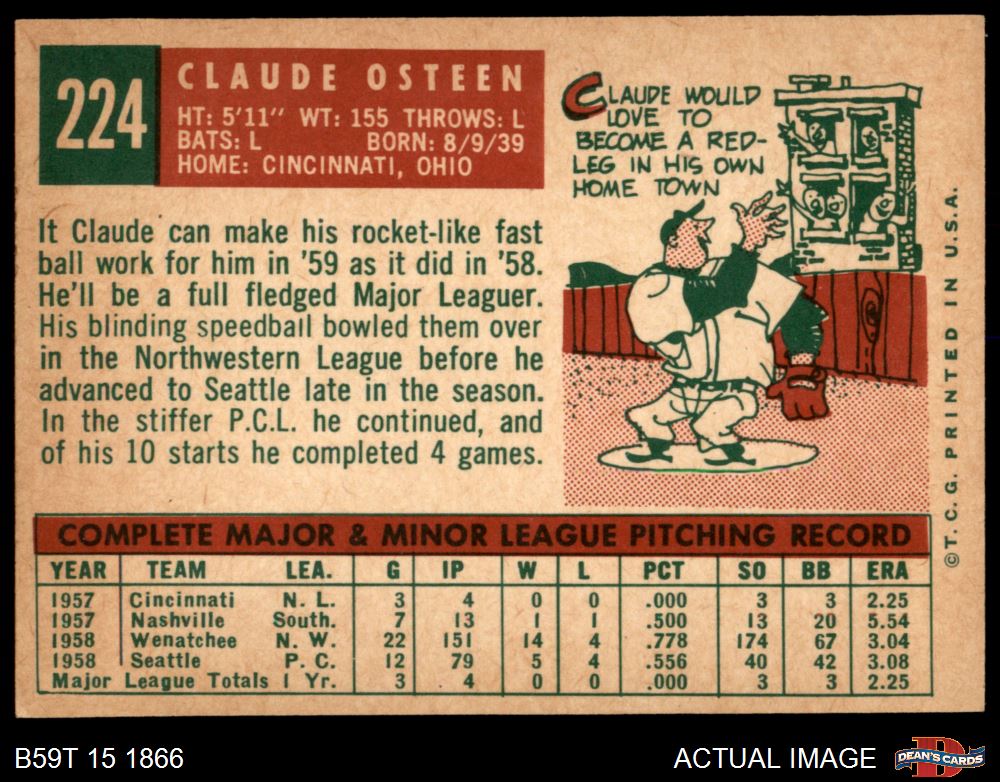 224
CLAUDE OSTEEN
HT: 5'11" WT: 155 THROWS: L
BATS: L BORN: 8/9/39
HOME: CINCINNATI, OHIO
CLAUDE WOULD
LOVE TO
BECOME A RED-
LEG IN HIS OWN
HOME TOWN
It Claude can make his rocket-like fast
ball work for him in '59 as it did in '58.
He'll be a full fledged Major Leaguer.
His blinding speedball bowled them over
in the Northwestern League before he
advanced to Seattle late in the season.
In the stiffer P.C.L. he continued, and
of his 10 starts he completed 4 games.
© T. C. G. PRINTED IN U.S.A.
COMPLETE MAJOR & MINOR LEAGUE PITCHING RECORD
YEAR TEAM LEA. G IP W L PCT SO BB ERA
1957 Cincinnati N. L. 3 4 0 0 .000 3 3 2.25
1957 Nashville South. 7 13 1 1 .500 13 20 5.54
1958 Wenatchee N. W. 22 151 14 4 .778 174 67 3.04
1958 Seattle P. C. 12 79 5 4 .556 40 42 3.08
Major League Totals 1 Yr. 3 4 0 0 .000 3 3 2.25
B59T 15 1866
ACTUAL IMAGE
D
DEAN'S CARDS